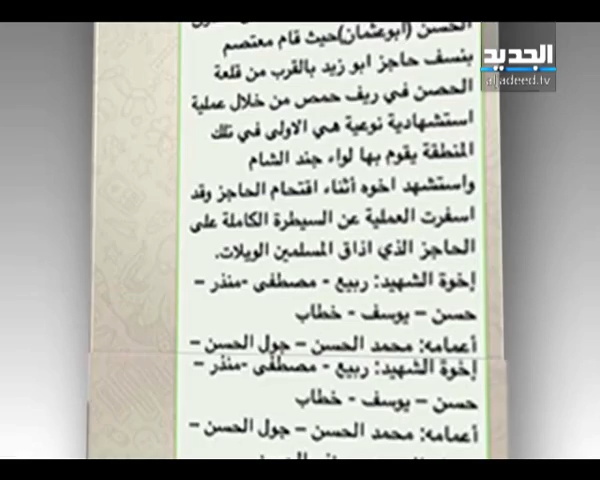 الحسن (ابوعثمان)حيث قام معتصم
بنسف حاجز ابو زيد بالقرب من قلعة
الحصن في ريف حمص من خلال عملية
استشهادية نوعية هي الاولى في تلك
المنطقة يقوم بها لواء جند الشام
واستشهد اخوه أثناء اقتحام الحاجز وقد
اسفرت العملية عن السيطرة الكاملة على
الحاجز الذي اذاق المسلمين الويلات.
إخوة الشهيد: ربيع - مصطفى -منذر –
حسن – يوسف - خطاب
أعمامه: محمد الحسن – جول الحسن –
إخوة الشهيد: ربيع - مصطفى -منذر –
حسن – يوسف - خطاب
أعمامه: محمد الحسن – جول الحسن –
الجديد
aljadeed.tv